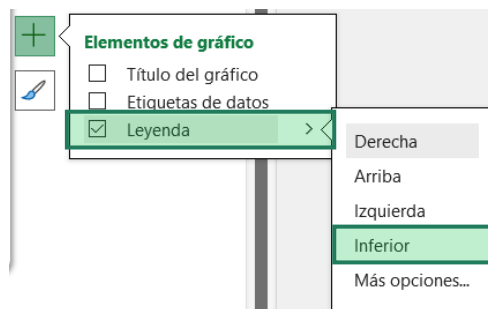 Elementos de gráfico
Título del gráfico
Etiquetas de datos
Leyenda
Derecha
Arriba
Izquierda
Inferior
Más opciones...